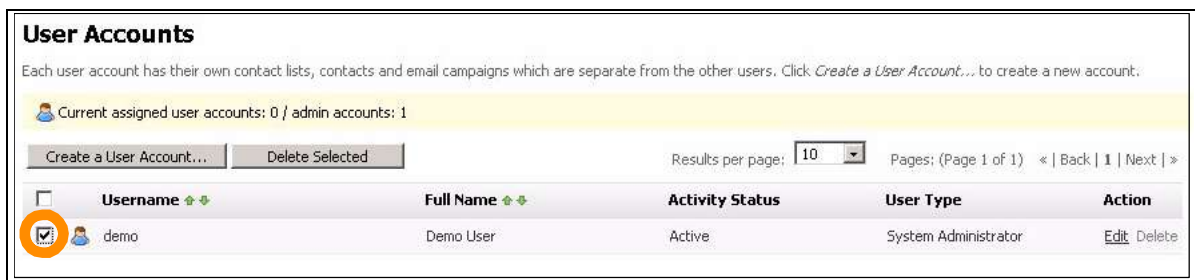 User Accounts
Each user account has their own contact lists, contacts and email campaigns which are separate from the other users. Click Create a User Account... to create a new account.
Current assigned user accounts: 0 / admin accounts: 1
Create a User Account... Delete Selected Results per page: 10 Pages: (Page 1 of 1) « | Back | 1 | Next | »
Username Full Name Activity Status User Type Action
demo Demo User Active System Administrator Edit Delete